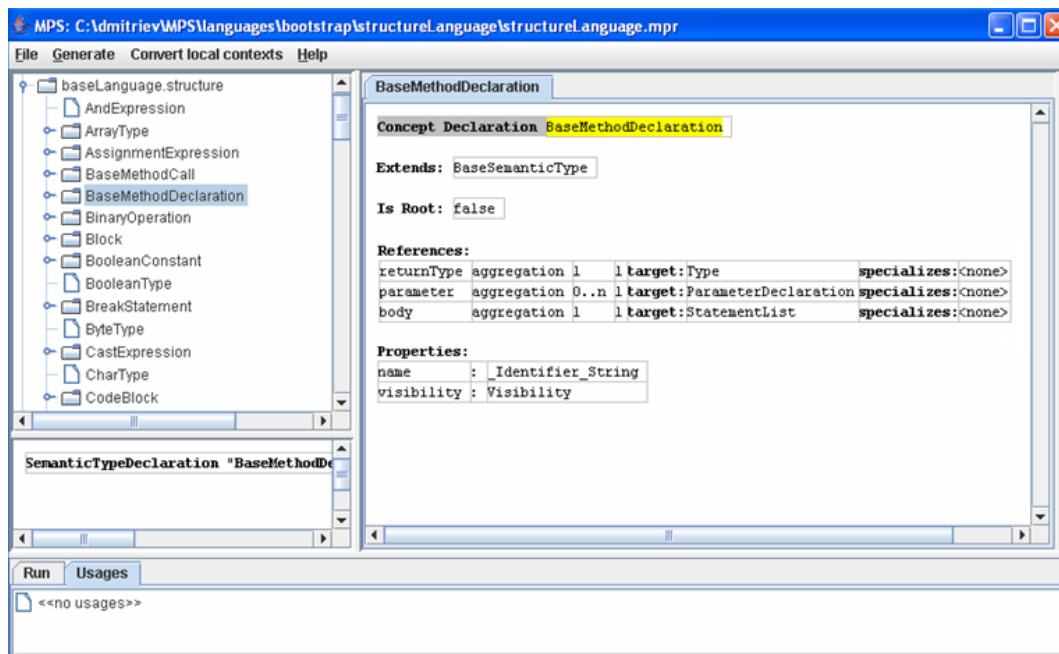 MPS: C:\dmitriev\MPS\languages\bootstrap\structureLanguage\structureLanguage.mpr
File Generate Convert local contexts Help
baseLanguage.structure
AndExpression
ArrayType
AssignmentExpression
BaseMethodCall
BaseMethodDeclaration
BinaryOperation
Block
BooleanConstant
BooleanType
BreakStatement
ByteType
CastExpression
CharType
CodeBlock
SemanticTypeDeclaration "BaseMethodDe
BaseMethodDeclaration
Concept Declaration BaseMethodDeclaration
Extends: BaseSemanticType
Is Root: false
References:
returnType aggregation 1 1 target: Type specializes: <none>
parameter aggregation 0..n 1 target: ParameterDeclaration specializes: <none>
body aggregation 1 1 target: StatementList specializes: <none>
Properties:
name : _Identifier_String
visibility : Visibility
Run Usages
<<no usages>>